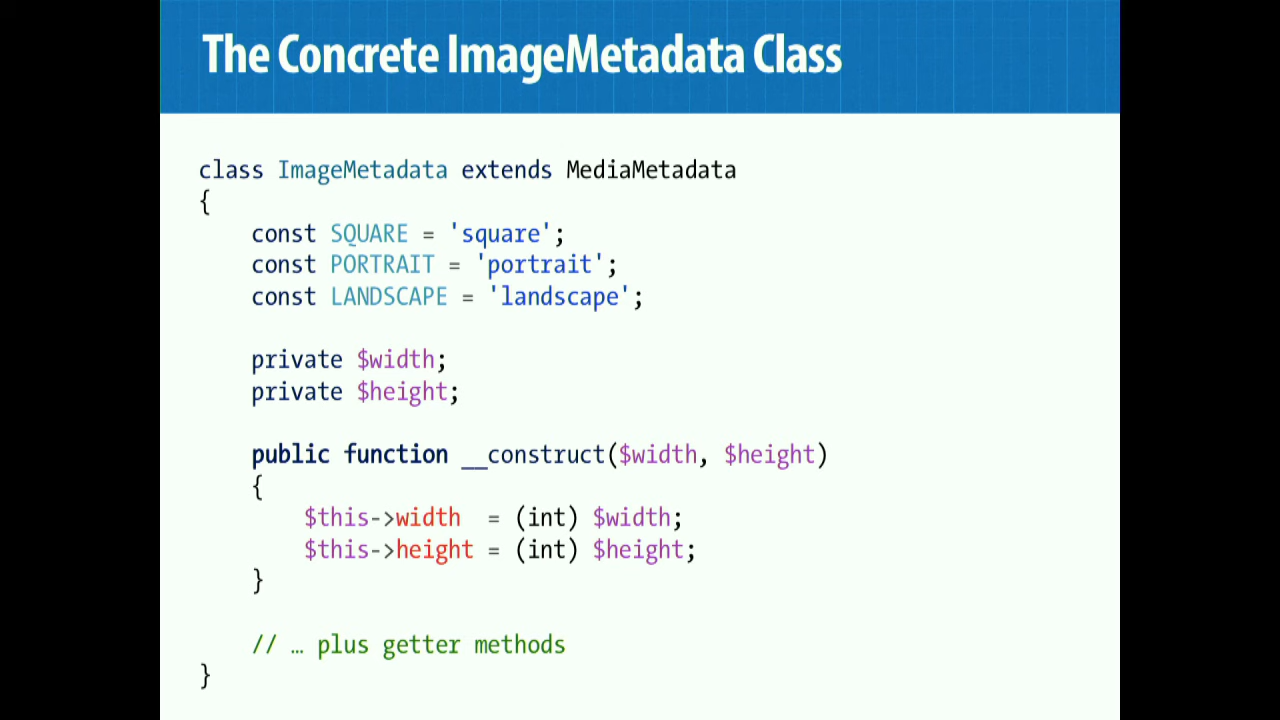 The Concrete ImageMetadata Class
class ImageMetadata extends MediaMetadata
{
    const SQUARE = 'square';
    const PORTRAIT = 'portrait';
    const LANDSCAPE = 'landscape';
    private $width;
    private $height;
    public function __construct($width, $height)
    {
        $this->width  = (int) $width;
        $this->height = (int) $height;
    }
    // … plus getter methods
}